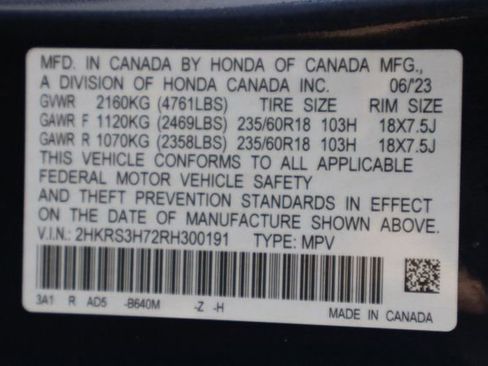 MFD. IN CANADA BY HONDA OF CANADA MFG.,
A DIVISION OF HONDA CANADA INC. 06/'23
GVWR 2160KG (4761LBS) TIRE SIZE RIM SIZE
GAWR F 1120KG (2469LBS) 235/60R18 103H 18X7.5J
GAWR R 1070KG (2358LBS) 235/60R18 103H 18X7.5J
THIS VEHICLE CONFORMS TO ALL APPLICABLE
FEDERAL MOTOR VEHICLE SAFETY
AND THEFT PREVENTION STANDARDS IN EFFECT
ON THE DATE OF MANUFACTURE SHOWN ABOVE.
V.I.N.: 2HKRS3H72RH300191 TYPE: MPV
3A1 R AD5 -B640M -Z -H
MADE IN CANADA